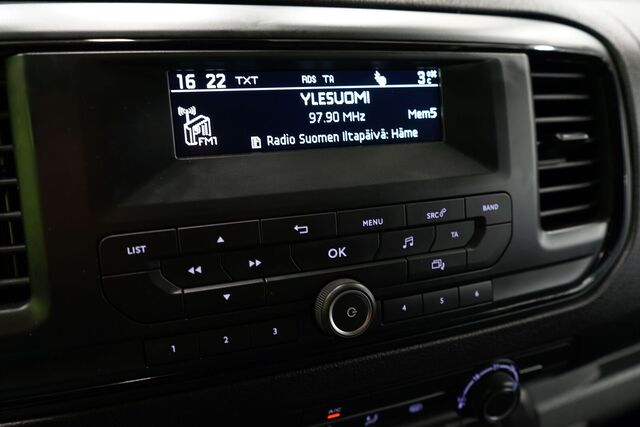 16 22 TXT RDS TA 3.0°C
YLESUOMI
97.90 MHz Mem5
FM1 Radio Suomen Iltapäivä: Häme
MENU SRC BAND
LIST OK TA
1 2 3 4 5 6
A/C